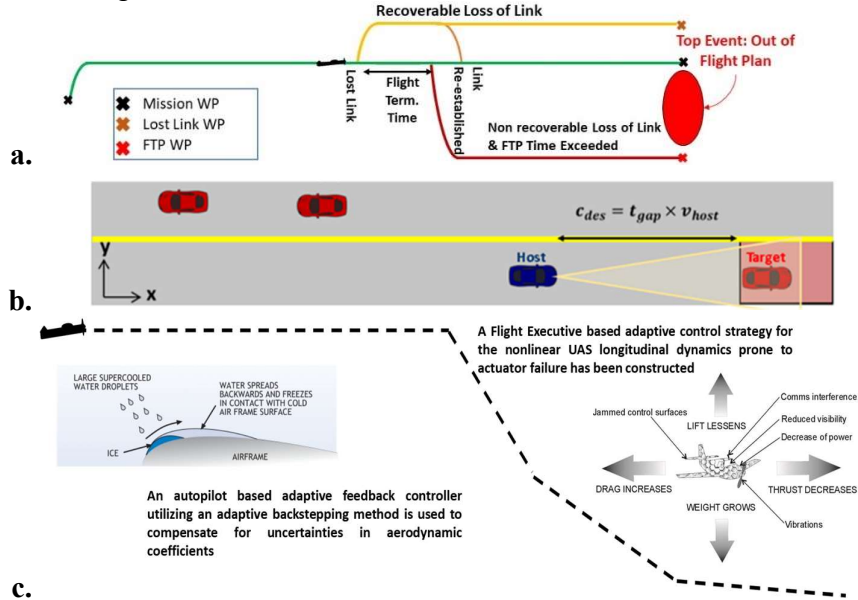 Recoverable Loss of Link
Top Event: Out of
Flight Plan
Lost Link
Flight
Term.
Time
Link
Re-established
Mission WP
Lost Link WP
FTP WP
Non recoverable Loss of Link
& FTP Time Exceeded
a.
c_des = t_gap × v_host
Host
Target
y
x
b.
A Flight Executive based adaptive control strategy for
the nonlinear UAS longitudinal dynamics prone to
actuator failure has been constructed
LARGE SUPERCOOLED
WATER DROPLETS
WATER SPREADS
BACKWARDS AND FREEZES
IN CONTACT WITH COLD
AIR FRAME SURFACE
ICE
AIRFRAME
Comms interference
Jammed control surfaces
LIFT LESSENS
Reduced visibility
Decrease of power
DRAG INCREASES
THRUST DECREASES
WEIGHT GROWS
Vibrations
An autopilot based adaptive feedback controller
utilizing an adaptive backstepping method is used to
compensate for uncertainties in aerodynamic
coefficients
c.